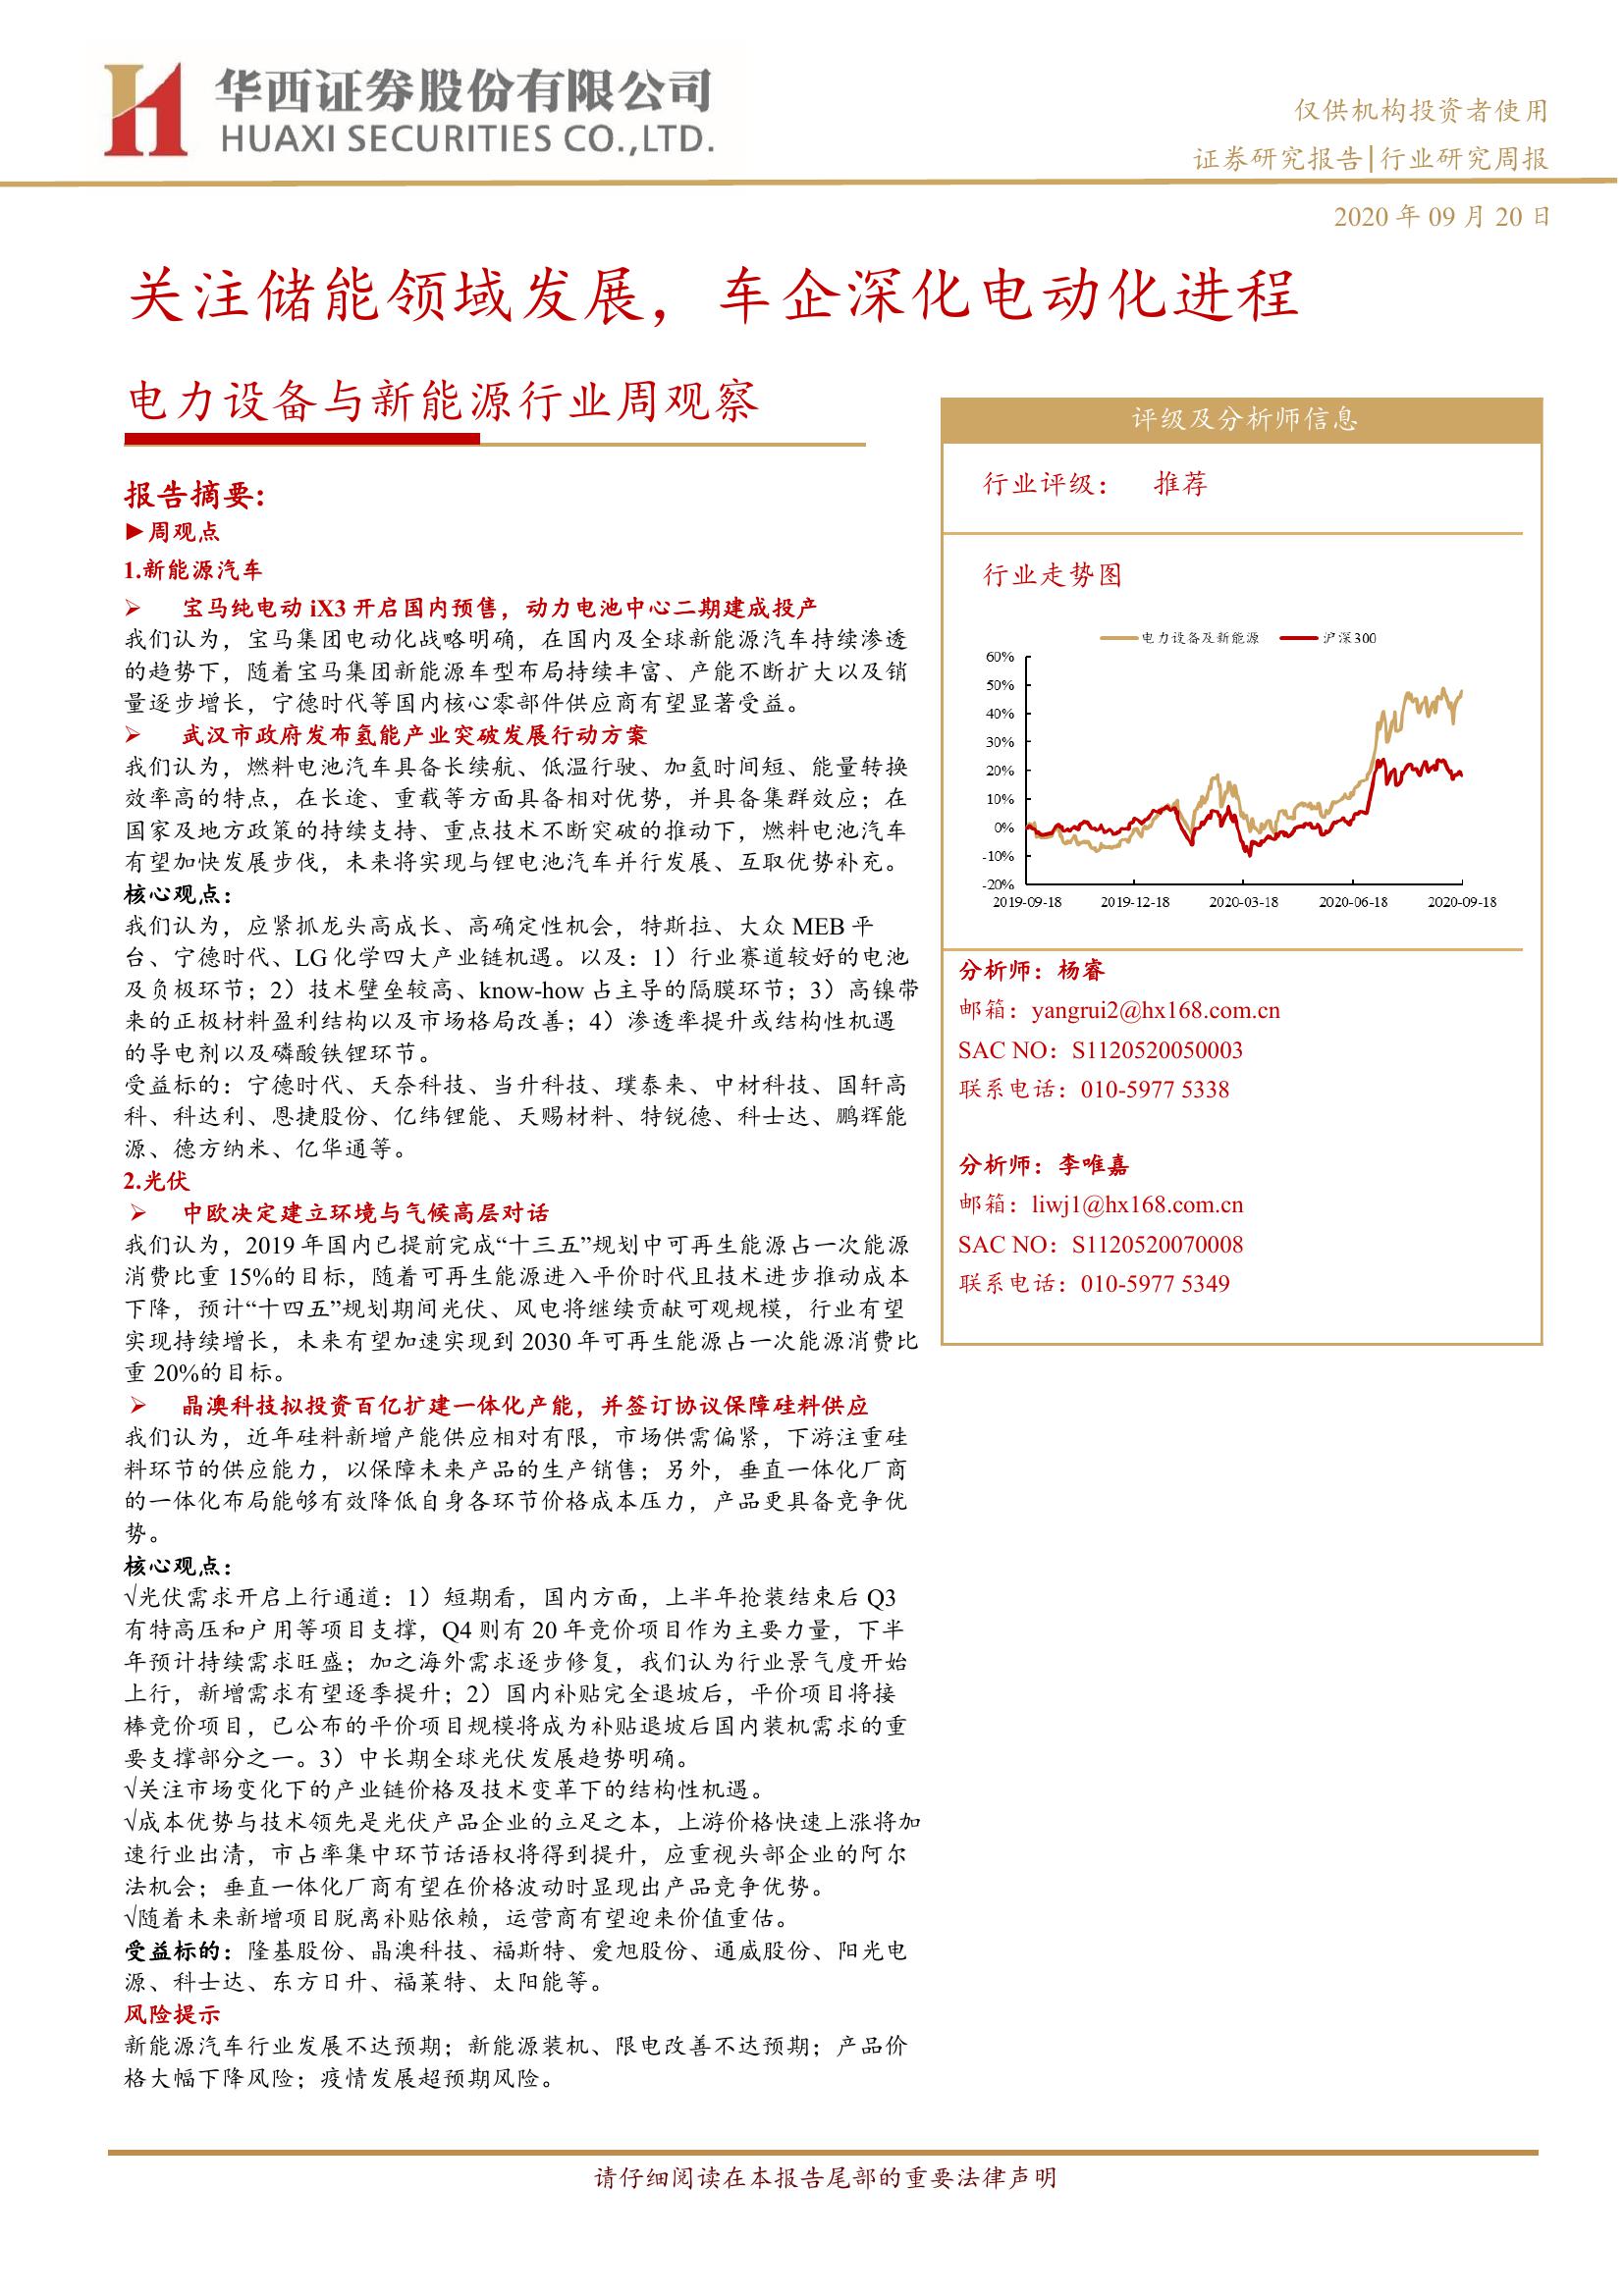 华西证券股份有限公司
HUAXI SECURITIES CO.,LTD.
仅供机构投资者使用
证券研究报告|行业研究周报
2020 年 09 月 20 日
关注储能领域发展，车企深化电动化进程
电力设备与新能源行业周观察
报告摘要:
►周观点
1.新能源汽车
➢ 宝马纯电动 iX3 开启国内预售，动力电池中心二期建成投产
我们认为，宝马集团电动化战略明确，在国内及全球新能源汽车持续渗透
的趋势下，随着宝马集团新能源车型布局持续丰富、产能不断扩大以及销
量逐步增长，宁德时代等国内核心零部件供应商有望显著受益。
➢ 武汉市政府发布氢能产业突破发展行动方案
我们认为，燃料电池汽车具备长续航、低温行驶、加氢时间短、能量转换
效率高的特点，在长途、重载等方面具备相对优势，并具备集群效应；在
国家及地方政策的持续支持、重点技术不断突破的推动下，燃料电池汽车
有望加快发展步伐，未来将实现与锂电池汽车并行发展、互取优势补充。
核心观点：
我们认为，应紧抓龙头高成长、高确定性机会，特斯拉、大众 MEB 平
台、宁德时代、LG 化学四大产业链机遇。以及：1）行业赛道较好的电池
及负极环节；2）技术壁垒较高、know-how 占主导的隔膜环节；3）高镍带
来的正极材料盈利结构以及市场格局改善；4）渗透率提升或结构性机遇
的导电剂以及磷酸铁锂环节。
受益标的：宁德时代、天奈科技、当升科技、璞泰来、中材科技、国轩高
科、科达利、恩捷股份、亿纬锂能、天赐材料、特锐德、科士达、鹏辉能
源、德方纳米、亿华通等。
2.光伏
➢ 中欧决定建立环境与气候高层对话
我们认为，2019 年国内已提前完成“十三五”规划中可再生能源占一次能源
消费比重 15%的目标，随着可再生能源进入平价时代且技术进步推动成本
下降，预计“十四五”规划期间光伏、风电将继续贡献可观规模，行业有望
实现持续增长，未来有望加速实现到 2030 年可再生能源占一次能源消费比
重 20%的目标。
➢ 晶澳科技拟投资百亿扩建一体化产能，并签订协议保障硅料供应
我们认为，近年硅料新增产能供应相对有限，市场供需偏紧，下游注重硅
料环节的供应能力，以保障未来产品的生产销售；另外，垂直一体化厂商
的一体化布局能够有效降低自身各环节价格成本压力，产品更具备竞争优
势。
核心观点：
√光伏需求开启上行通道：1）短期看，国内方面，上半年抢装结束后 Q3
有特高压和户用等项目支撑，Q4 则有 20 年竞价项目作为主要力量，下半
年预计持续需求旺盛；加之海外需求逐步修复，我们认为行业景气度开始
上行，新增需求有望逐季提升；2）国内补贴完全退坡后，平价项目将接
棒竞价项目，已公布的平价项目规模将成为补贴退坡后国内装机需求的重
要支撑部分之一。3）中长期全球光伏发展趋势明确。
√关注市场变化下的产业链价格及技术变革下的结构性机遇。
√成本优势与技术领先是光伏产品企业的立足之本，上游价格快速上涨将加
速行业出清，市占率集中环节话语权将得到提升，应重视头部企业的阿尔
法机会；垂直一体化厂商有望在价格波动时显现出产品竞争优势。
√随着未来新增项目脱离补贴依赖，运营商有望迎来价值重估。
受益标的：隆基股份、晶澳科技、福斯特、爱旭股份、通威股份、阳光电
源、科士达、东方日升、福莱特、太阳能等。
风险提示
新能源汽车行业发展不达预期；新能源装机、限电改善不达预期；产品价
格大幅下降风险；疫情发展超预期风险。
评级及分析师信息
行业评级： 推荐
行业走势图
电力设备及新能源 沪深300
60%
50%
40%
30%
20%
10%
0%
-10%
-20%
2019-09-18 2019-12-18 2020-03-18 2020-06-18 2020-09-18
分析师：杨睿
邮箱：yangrui2@hx168.com.cn
SAC NO：S1120520050003
联系电话：010-5977 5338
分析师：李唯嘉
邮箱：liwj1@hx168.com.cn
SAC NO：S1120520070008
联系电话：010-5977 5349
请仔细阅读在本报告尾部的重要法律声明